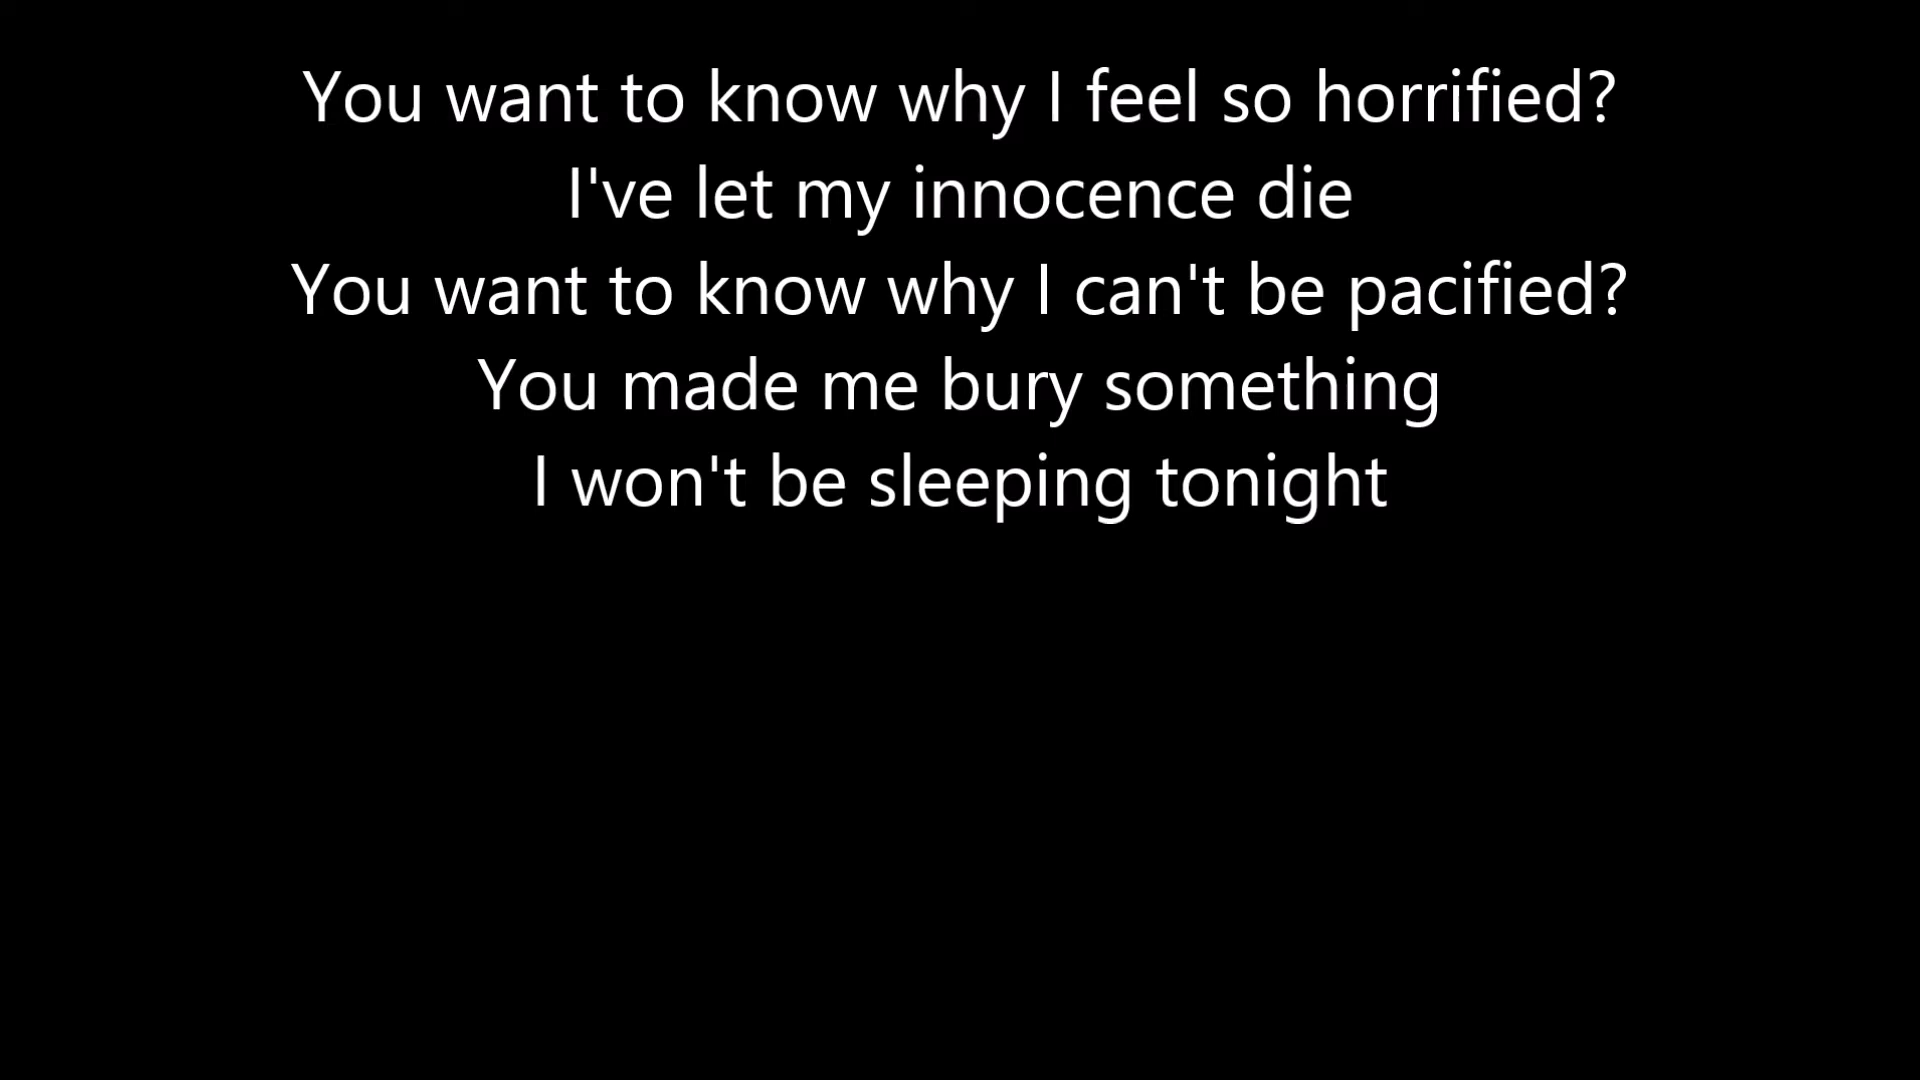 You want to know why I feel so horrified?
I've let my innocence die
You want to know why I can't be pacified?
You made me bury something
I won't be sleeping tonight